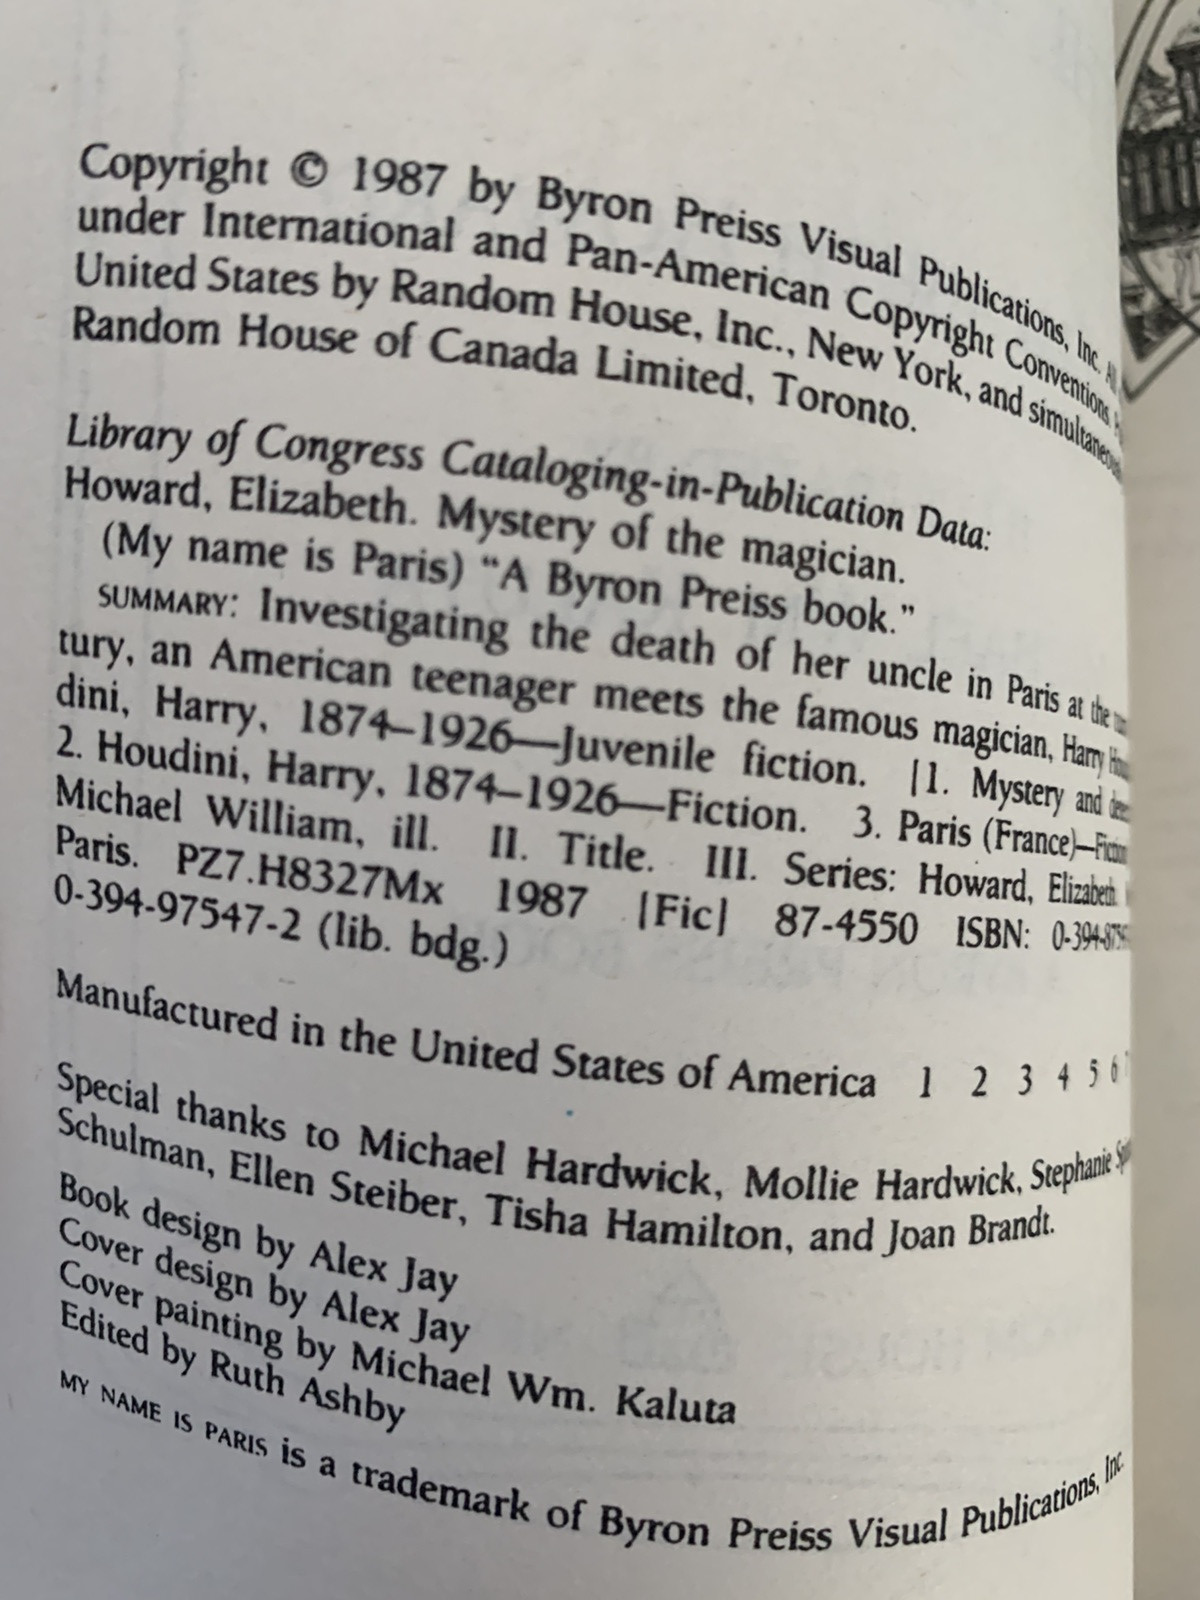 Copyright © 1987 by Byron Preiss Visual Publications, Inc. All
under International and Pan-American Copyright Conventions.
United States by Random House, Inc., New York, and
Random House of Canada Limited, Toronto.
Library of Congress Cataloging-in-Publication Data:
Howard, Elizabeth. Mystery of the magician.
(My name is Paris) “A Byron Preiss book.”
SUMMARY: Investigating the death of her uncle in Paris at the
tury, an American teenager meets the famous magician, Harry
dini, Harry, 1874–1926—Juvenile fiction. [1. Mystery and
2. Houdini, Harry, 1874–1926—Fiction. 3. Paris (France)—Fiction
Michael William, ill. II. Title. III. Series: Howard, Elizabeth.
Paris. PZ7.H8327Mx 1987 [Fic] 87-4550 ISBN:
0-394-97547-2 (lib. bdg.)
Manufactured in the United States of America 1 2 3 4 5 6
Special thanks to Michael Hardwick, Mollie Hardwick, Stephanie
Schulman, Ellen Steiber, Tisha Hamilton, and Joan Brandt.
Book design by Alex Jay
Cover design by Alex Jay
Cover painting by Michael Wm. Kaluta
Edited by Ruth Ashby
MY NAME IS PARIS is a trademark of Byron Preiss Visual Publications, Inc.